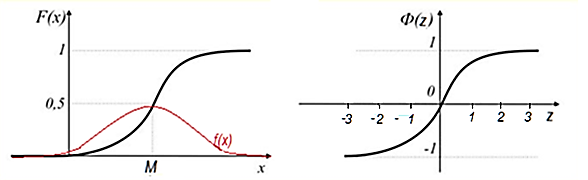 F(x)
1
0,5
f(x)
M
x
Φ(z)
1
0
-3 -2 -1 1 2 3 z
-1